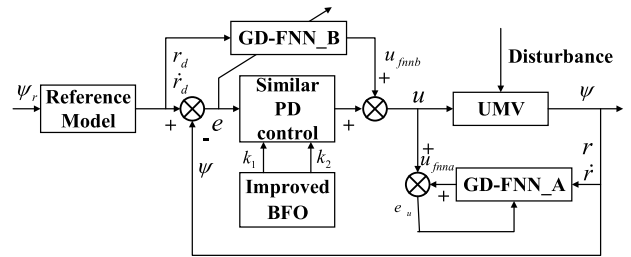 GD-FNN_B
r_d
ṙ_d
u_fnnb
+
Disturbance
ψ_r
Reference
Model
+
-
e
Similar
PD
control
+
u
UMV
ψ
k_1
k_2
ψ
Improved
BFO
+
u_fnna
+
e_u
GD-FNN_A
r
ṙ